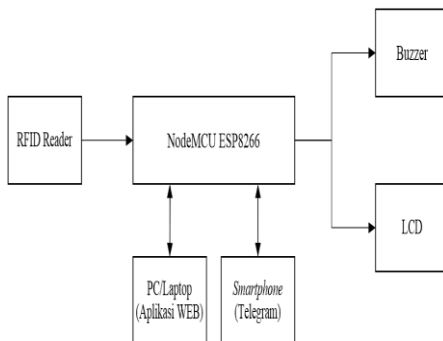 Buzzer
RFID Reader
NodeMCU ESP8266
LCD
PC/Laptop
(Aplikasi WEB)
Smartphone
(Telegram)